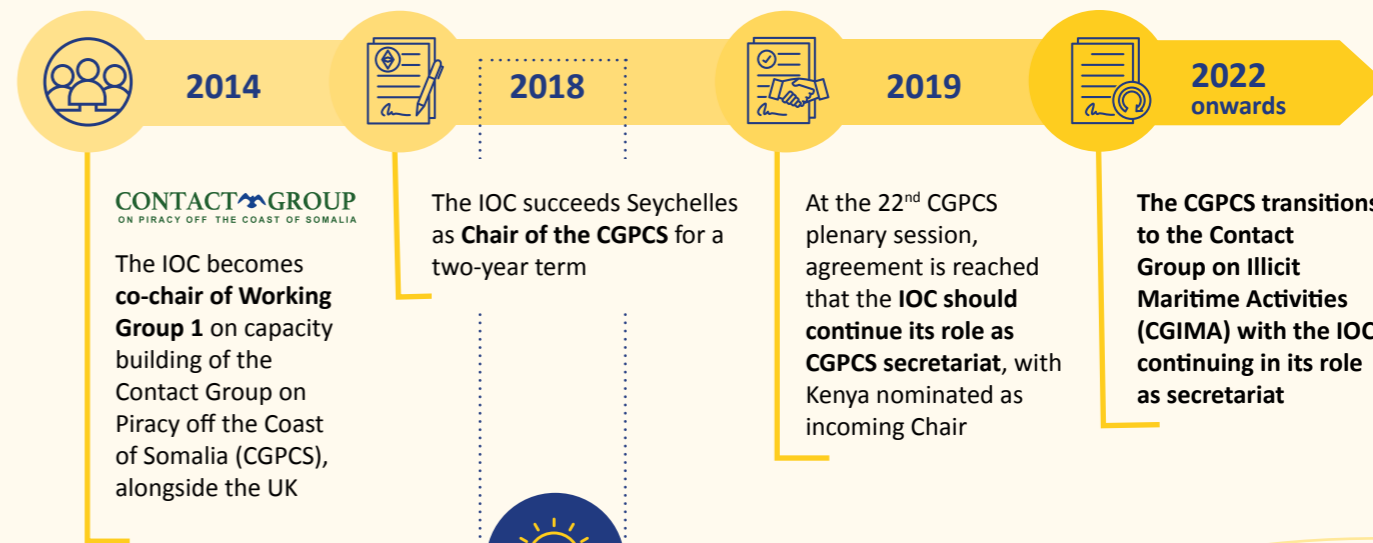 2014
CONTACT GROUP
ON PIRACY OFF THE COAST OF SOMALIA
The IOC becomes
co-chair of Working
Group 1 on capacity
building of the
Contact Group on
Piracy off the Coast
of Somalia (CGPCS),
alongside the UK
2018
The IOC succeeds Seychelles
as Chair of the CGPCS for a
two-year term
2019
At the 22nd CGPCS
plenary session,
agreement is reached
that the IOC should
continue its role as
CGPCS secretariat, with
Kenya nominated as
incoming Chair
2022
onwards
The CGPCS transitions
to the Contact
Group on Illicit
Maritime Activities
(CGIMA) with the IOC
continuing in its role
as secretariat